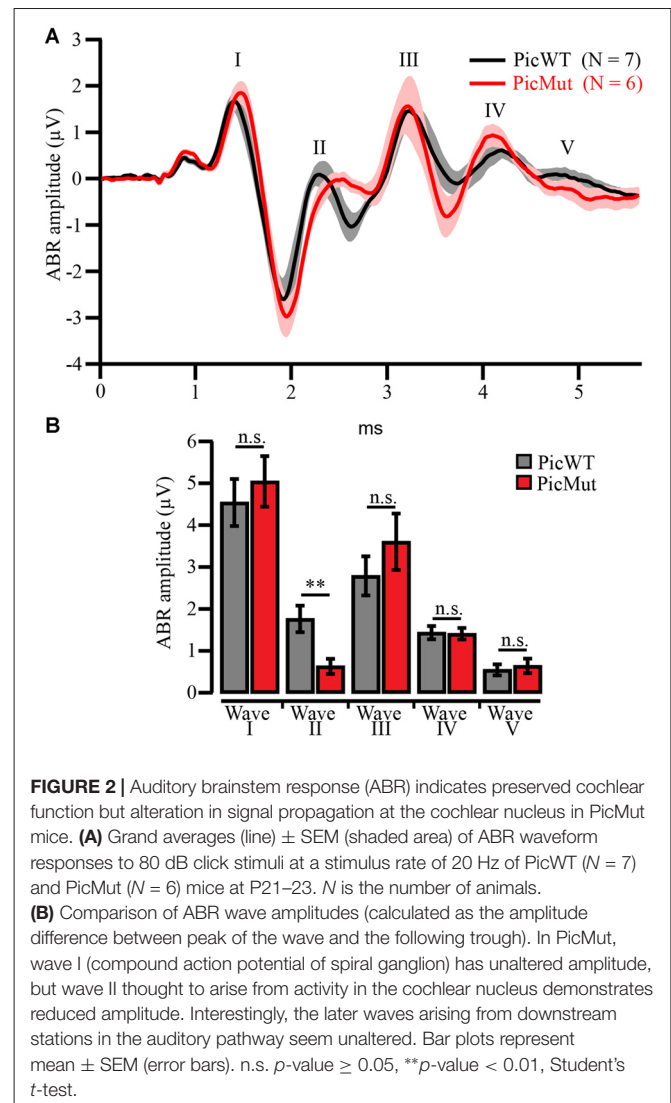 A
I
II
III
IV
V
PicWT (N = 7)
PicMut (N = 6)
ABR amplitude (µV)
3
2
1
0
-1
-2
-3
-4
0 1 2 3 4 5
ms
B
ABR amplitude (µV)
6
5
4
3
2
1
0
n.s.
**
n.s.
n.s.
n.s.
PicWT
PicMut
Wave Wave Wave Wave Wave
I II III IV V
FIGURE 2 | Auditory brainstem response (ABR) indicates preserved cochlear
function but alteration in signal propagation at the cochlear nucleus in PicMut
mice. (A) Grand averages (line) ± SEM (shaded area) of ABR waveform
responses to 80 dB click stimuli at a stimulus rate of 20 Hz of PicWT (N = 7)
and PicMut (N = 6) mice at P21–23. N is the number of animals.
(B) Comparison of ABR wave amplitudes (calculated as the amplitude
difference between peak of the wave and the following trough). In PicMut,
wave I (compound action potential of spiral ganglion) has unaltered amplitude,
but wave II thought to arise from activity in the cochlear nucleus demonstrates
reduced amplitude. Interestingly, the later waves arising from downstream
stations in the auditory pathway seem unaltered. Bar plots represent
mean ± SEM (error bars). n.s. p-value ≥ 0.05, **p-value < 0.01, Student's
t-test.